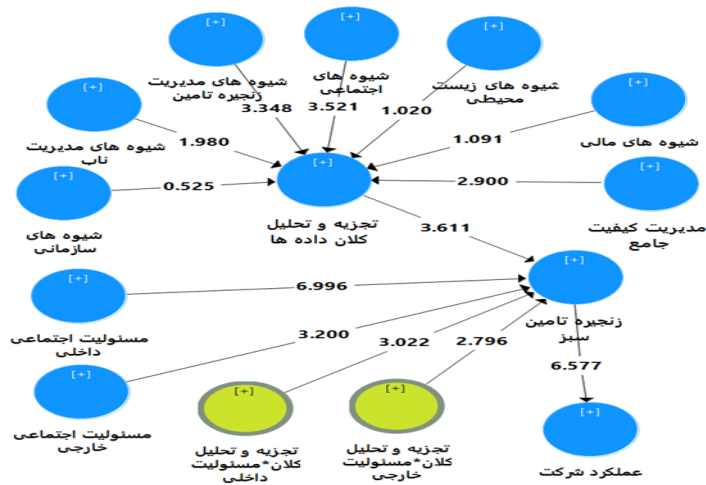 [+]
شیوه های مدیریت
زنجیره تامین
3.348
[+]
شیوه های
اجتماعی
3.521
[+]
شیوه های زیست
محیطی
1.020
[+]
شیوه های مدیریت
ناب
1.980
[+]
شیوه های مالی
1.091
[+]
شیوه های
سازمانی
0.525
[+]
تجزیه و تحلیل
کلان داده ها
[+]
مدیریت کیفیت
جامع
2.900
3.611
[+]
زنجیره تامین
سبز
[+]
مسئولیت اجتماعی
داخلی
6.996
[+]
مسئولیت اجتماعی
خارجی
3.200
[+]
تجزیه و تحلیل
کلان*مسئولیت
داخلی
3.022
[+]
تجزیه و تحلیل
کلان*مسئولیت
خارجی
2.796
6.577
[+]
عملکرد شرکت